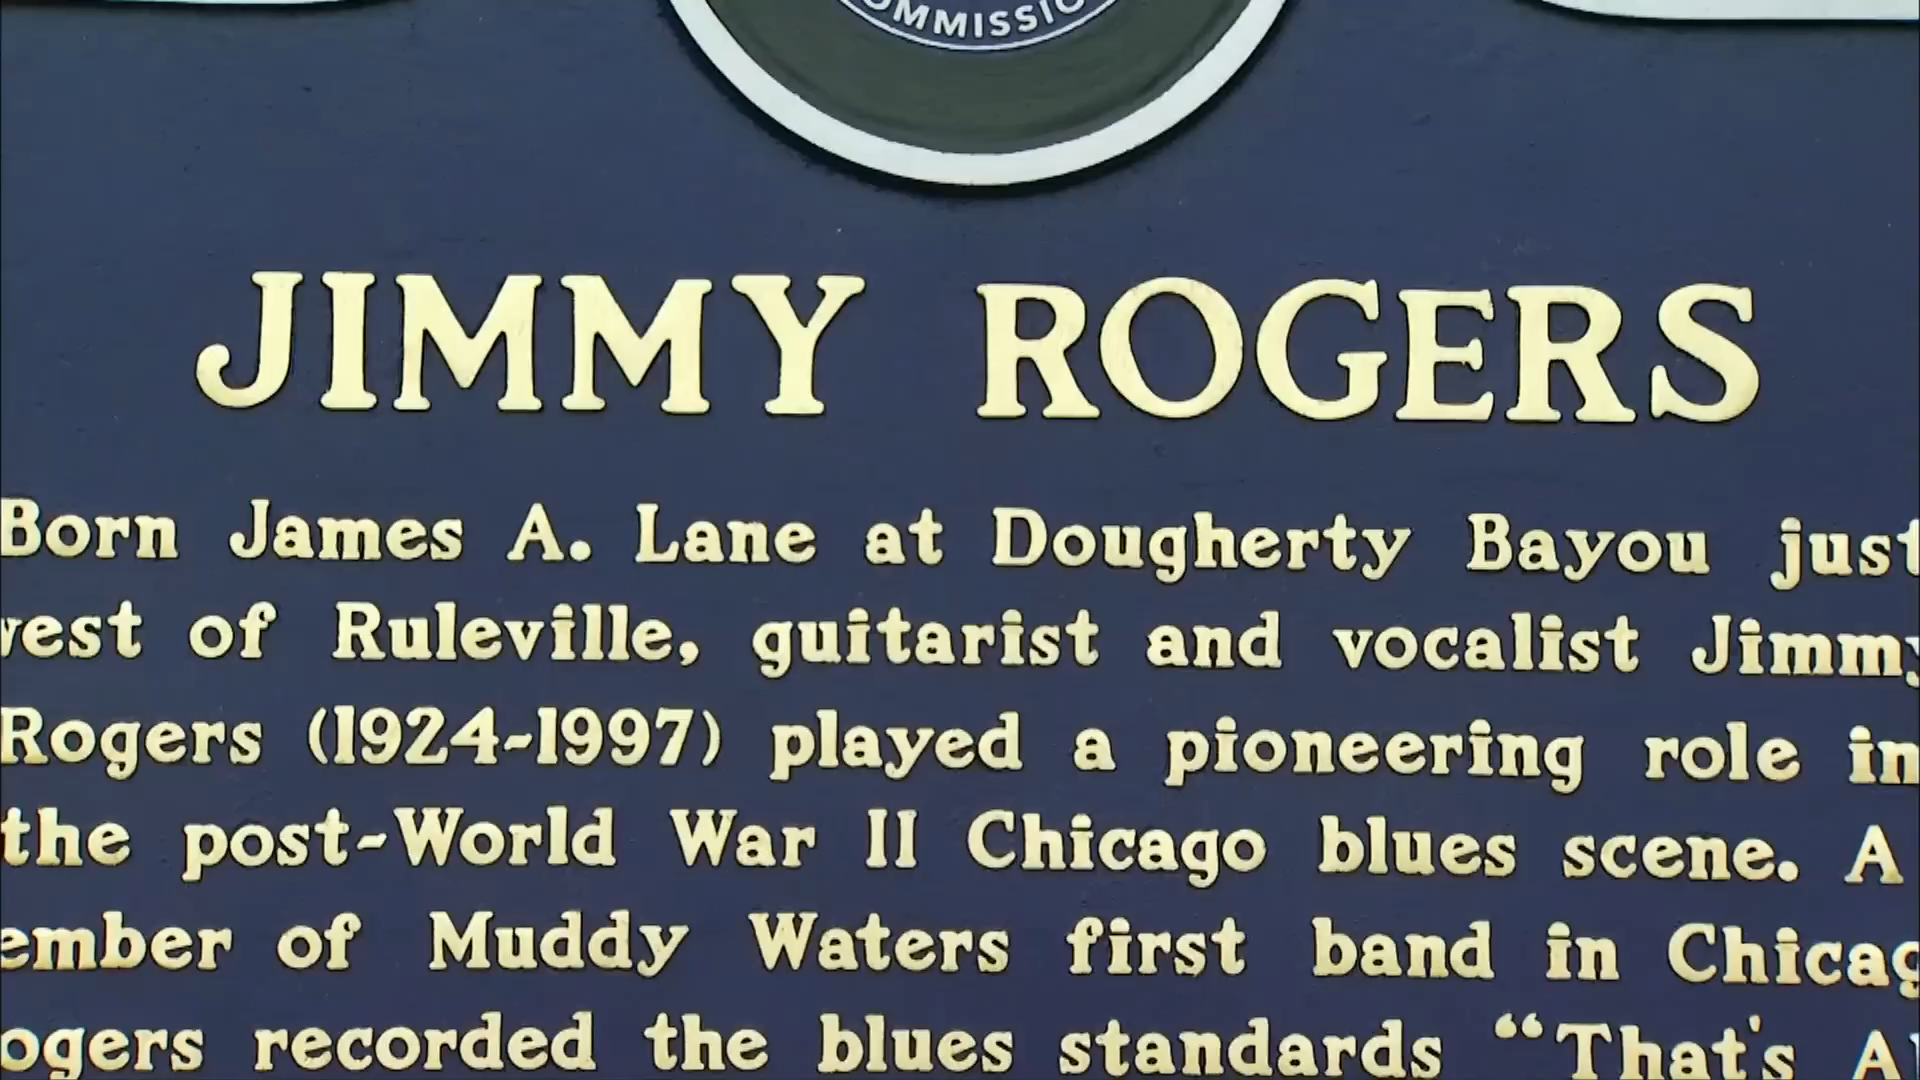 COMMISSIO
JIMMY ROGERS
Born James A. Lane at Dougherty Bayou just
west of Ruleville, guitarist and vocalist Jimmy
Rogers (1924-1997) played a pioneering role in
the post-World War II Chicago blues scene. A
ember of Muddy Waters first band in Chicag
ogers recorded the blues standards “That's Al